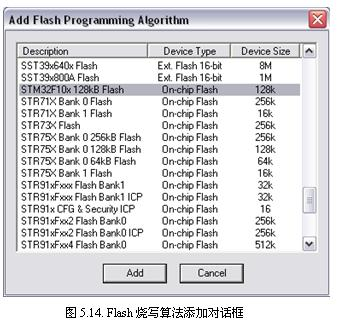 Add Flash Programming Algorithm
Description Device Type Device Size
SST39x640x Flash Ext. Flash 16-bit 8M
SST39x800A Flash Ext. Flash 16-bit 1M
STM32F10x 128kB Flash On-chip Flash 128k
STR71X Bank 0 Flash On-chip Flash 256k
STR71X Bank 1 Flash On-chip Flash 16k
STR73X Flash On-chip Flash 256k
STR75X Bank 0 256kB Flash On-chip Flash 256k
STR75X Bank 0 128kB Flash On-chip Flash 128k
STR75X Bank 0 64kB Flash On-chip Flash 64k
STR75X Bank 1 Flash On-chip Flash 16k
STR91xFxxx Flash Bank1 On-chip Flash 32k
STR91xFxxx Flash Bank1 ICP On-chip Flash 32k
STR91x CFG & Security ICP On-chip Flash 16
STR91xFxx2 Flash Bank0 On-chip Flash 256k
STR91xFxx2 Flash Bank0 ICP On-chip Flash 256k
STR91xFxx4 Flash Bank0 On-chip Flash 512k
Add Cancel
图 5.14. Flash 烧写算法添加对话框